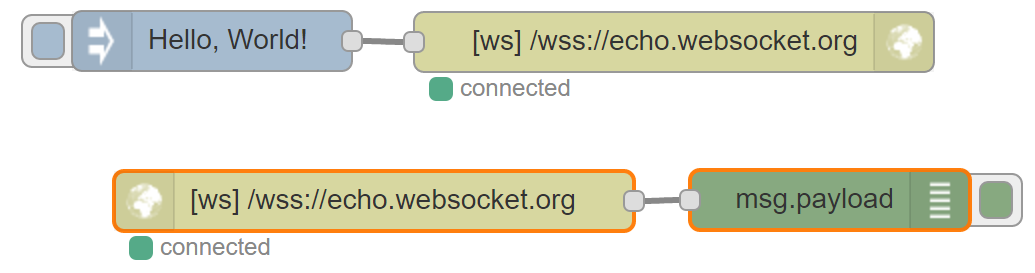 Hello, World!
[ws] /wss://echo.websocket.org
connected
[ws] /wss://echo.websocket.org
msg.payload
connected